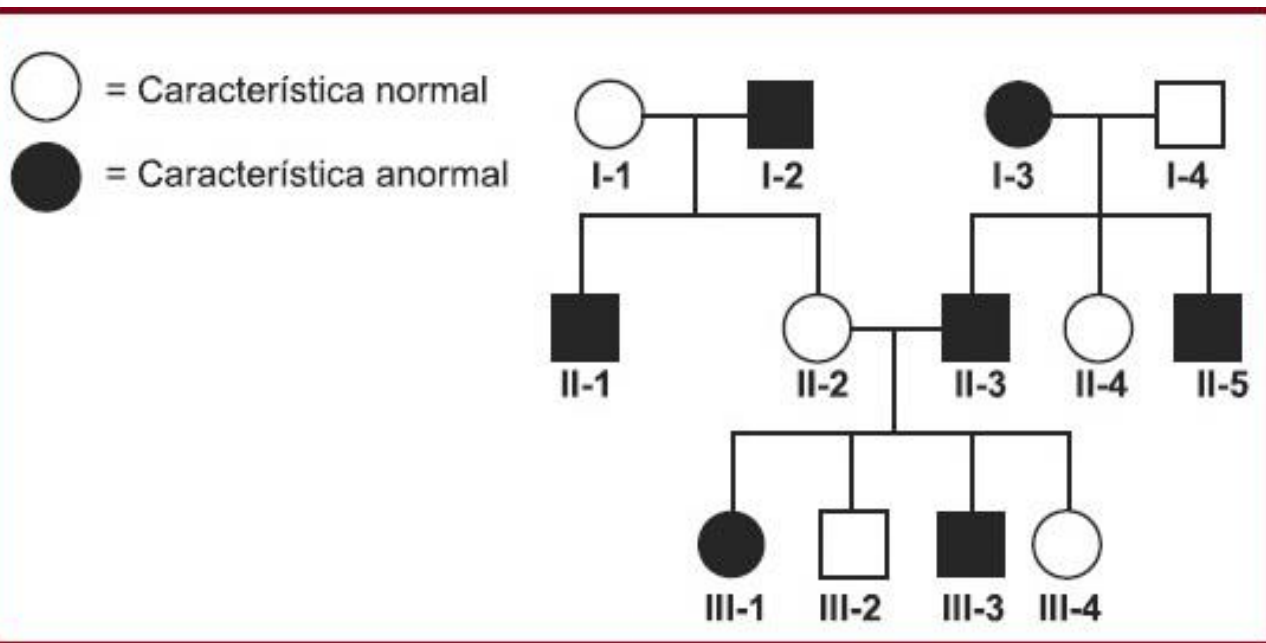 = Característica normal
= Característica anormal
I-1 I-2 I-3 I-4
II-1 II-2 II-3 II-4 II-5
III-1 III-2 III-3 III-4